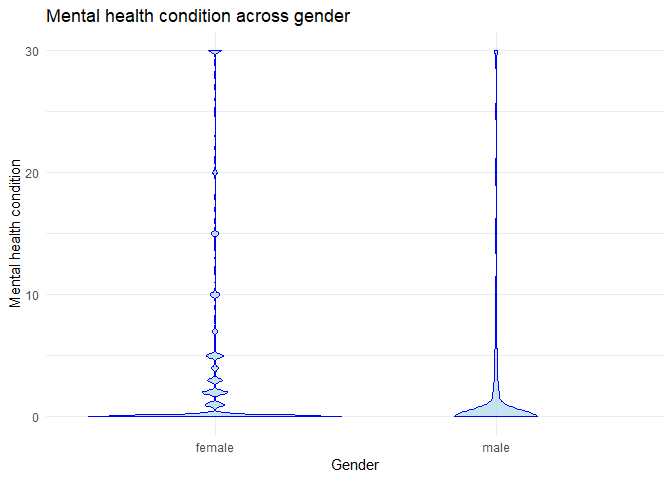 Mental health condition across gender
30
20
10
0
Mental health condition
female
male
Gender